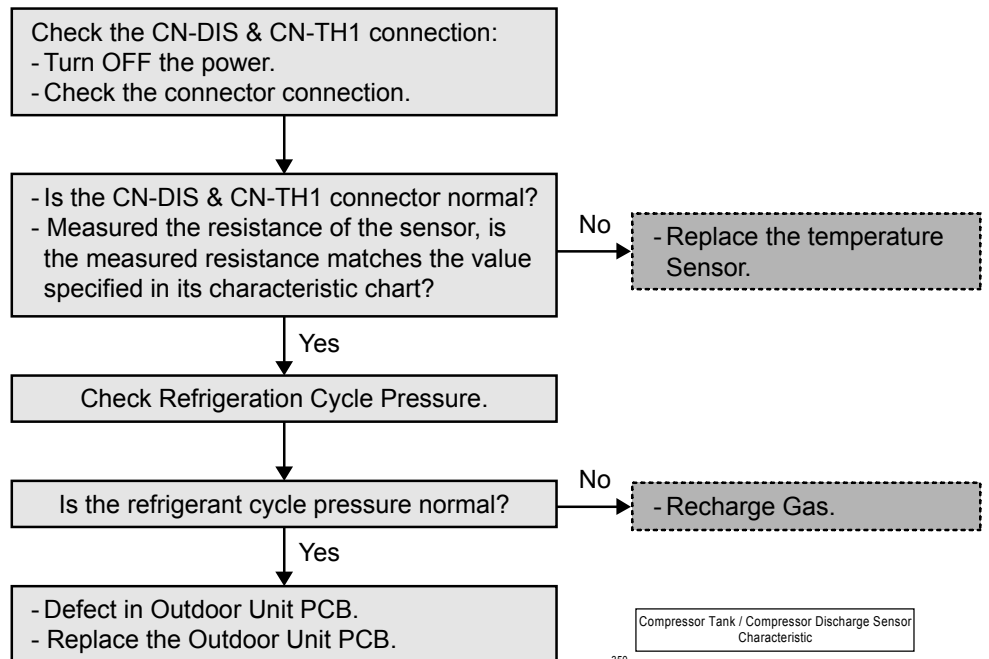 Check the CN-DIS & CN-TH1 connection:
- Turn OFF the power.
- Check the connector connection.
- Is the CN-DIS & CN-TH1 connector normal?
- Measured the resistance of the sensor, is
the measured resistance matches the value
specified in its characteristic chart?
No
- Replace the temperature
Sensor.
Yes
Check Refrigeration Cycle Pressure.
Is the refrigerant cycle pressure normal?
No
- Recharge Gas.
Yes
- Defect in Outdoor Unit PCB.
- Replace the Outdoor Unit PCB.
Compressor Tank / Compressor Discharge Sensor
Characteristic